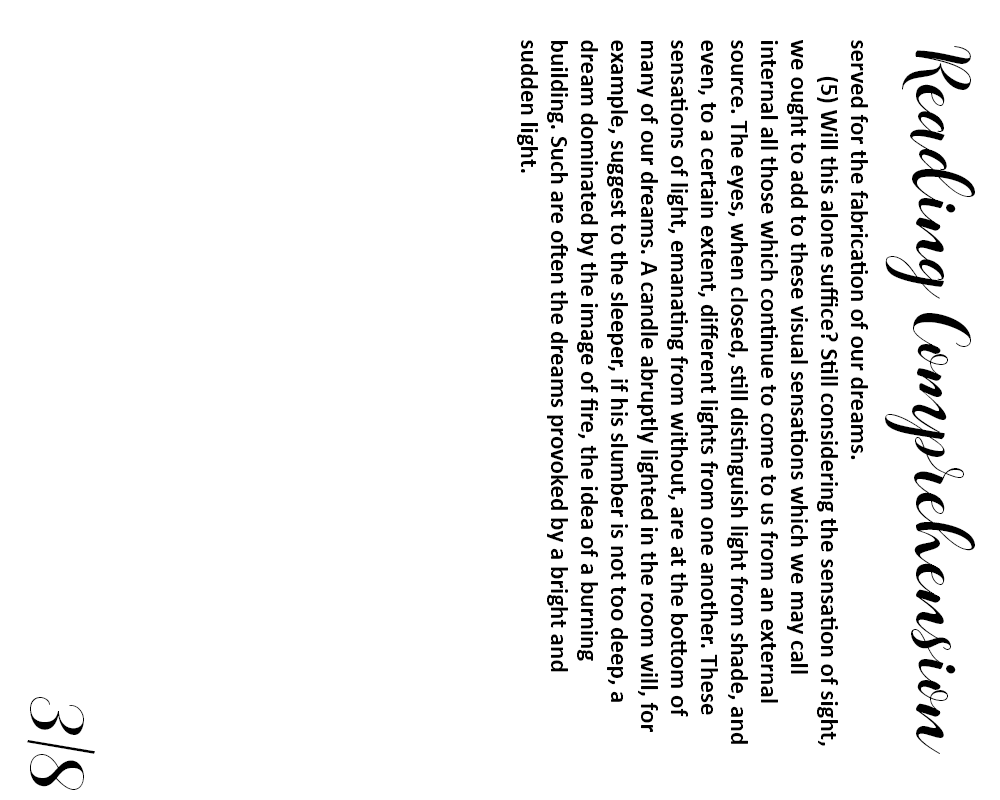 Reading Comprehension
served for the fabrication of our dreams.
(5) Will this alone suffice? Still considering the sensation of sight,
we ought to add to these visual sensations which we may call
internal all those which continue to come to us from an external
source. The eyes, when closed, still distinguish light from shade, and
even, to a certain extent, different lights from one another. These
sensations of light, emanating from without, are at the bottom of
many of our dreams. A candle abruptly lighted in the room will, for
example, suggest to the sleeper, if his slumber is not too deep, a
dream dominated by the image of fire, the idea of a burning
building. Such are often the dreams provoked by a bright and
sudden light.
3|8